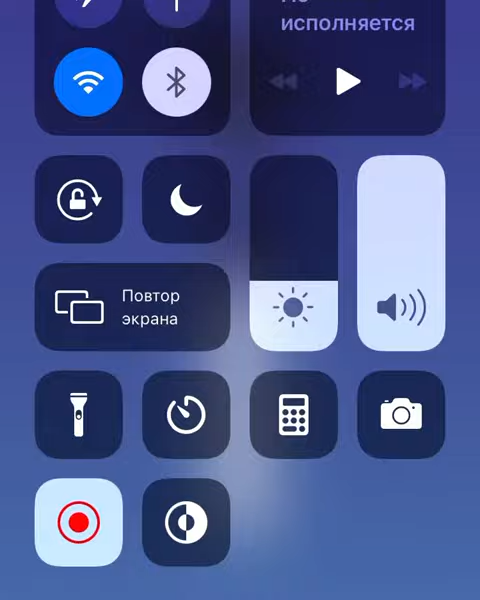 исполняется
Повтор
экрана